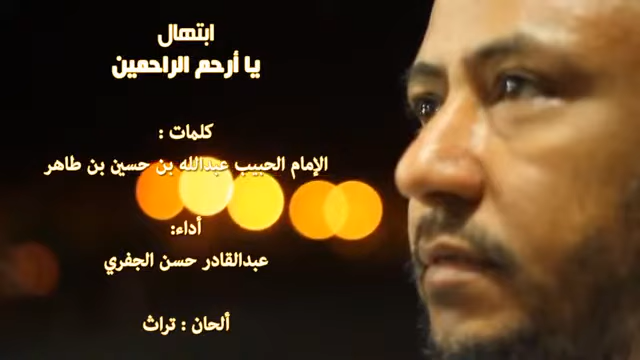 ابتهال
يا أرحم الراحمين
كلمات :
الإمام الحبيب عبدالله بن حسين بن طاهر
أداء:
عبدالقادر حسن الجفري
ألحان : تراث